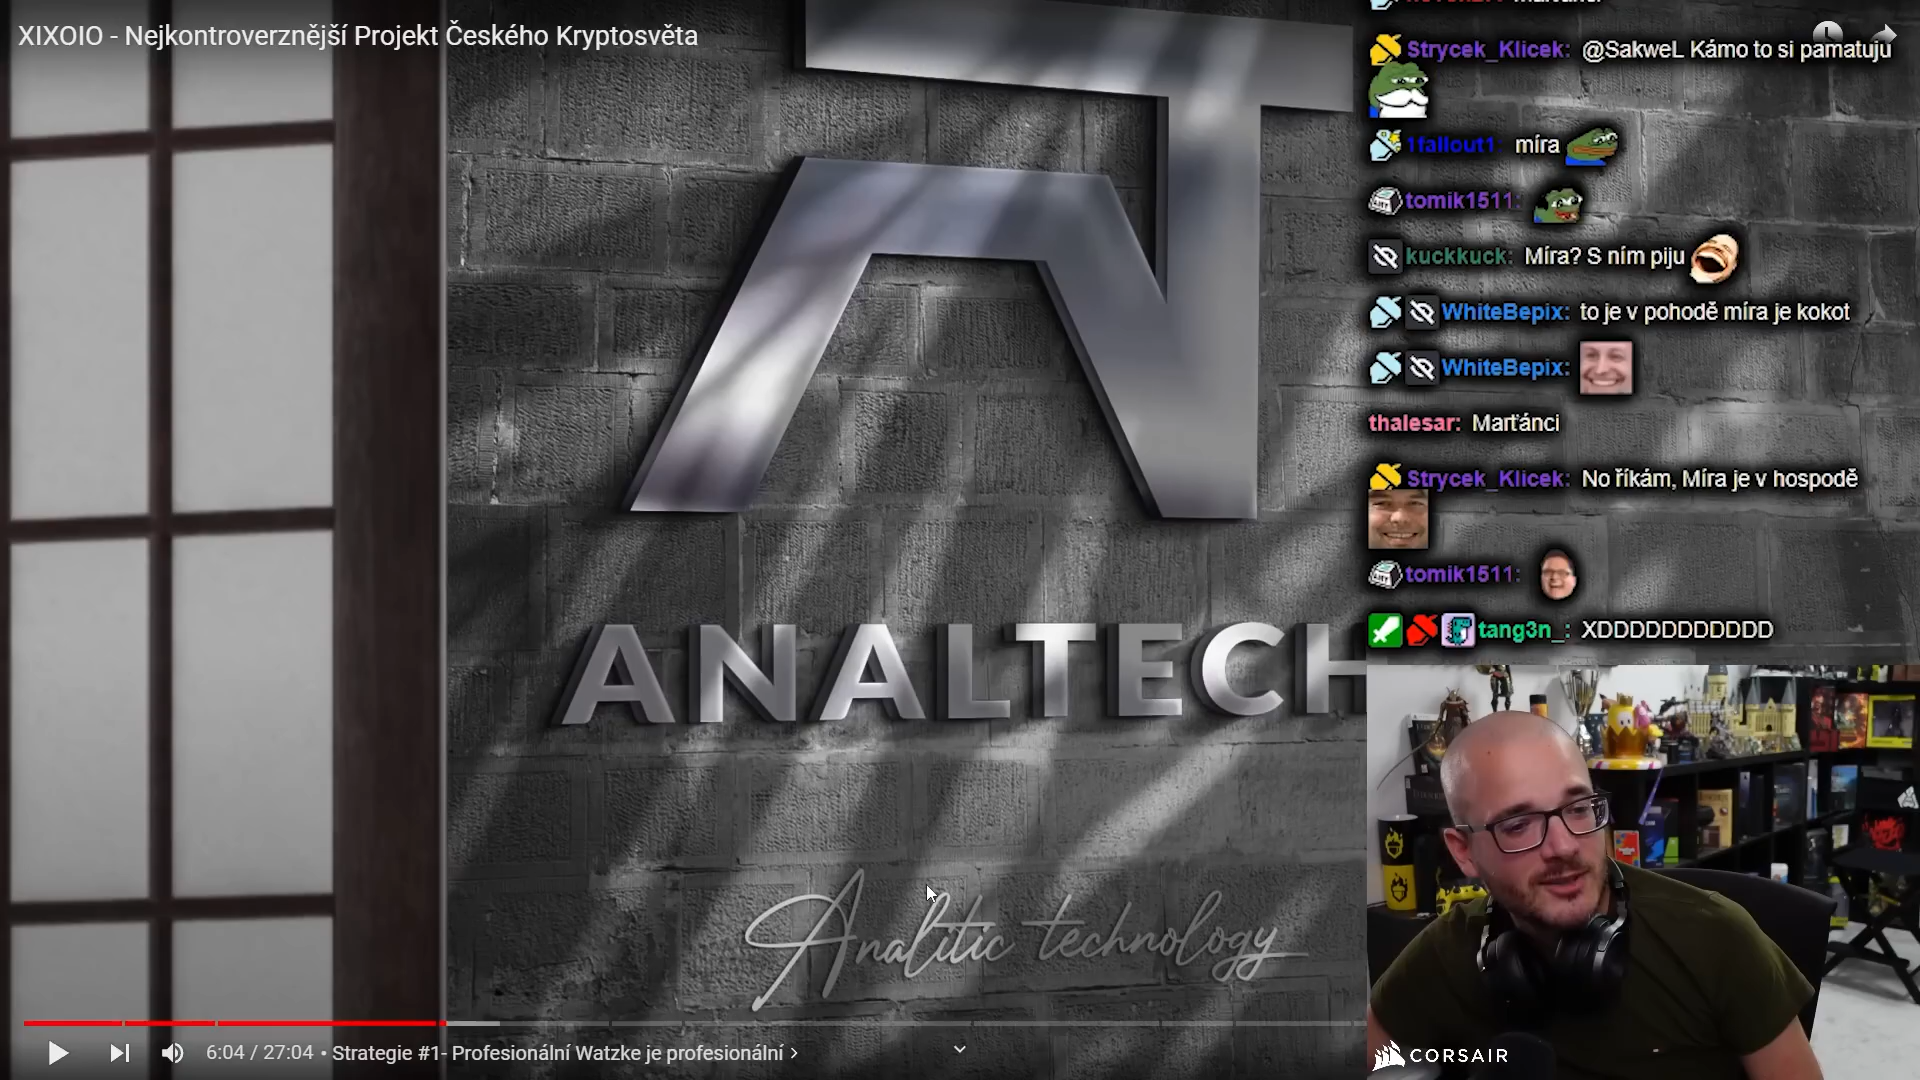 XIXOIO - Nejkontroverznější Projekt Českého Kryptosvěta
Strycek_Klicek: @SakweL Kámo to si pamatuju
1fallout1: míra
tomik1511:
kuckkuck: Míra? S ním piju
WhiteBepix: to je v pohodě míra je kokot
WhiteBepix:
thalesar: Marťánci
Strycek_Klicek: No říkám, Míra je v hospodě
tomik1511:
tang3n_: XDDDDDDDDDDD
ANALTECH
Analitic technology
6:04 / 27:04 • Strategie #1- Profesionální Watzke je profesionální ›
CORSAIR